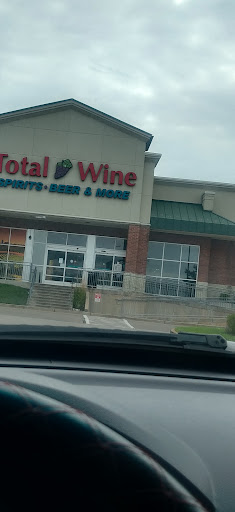 Total Wine
SPIRITS • BEER & MORE